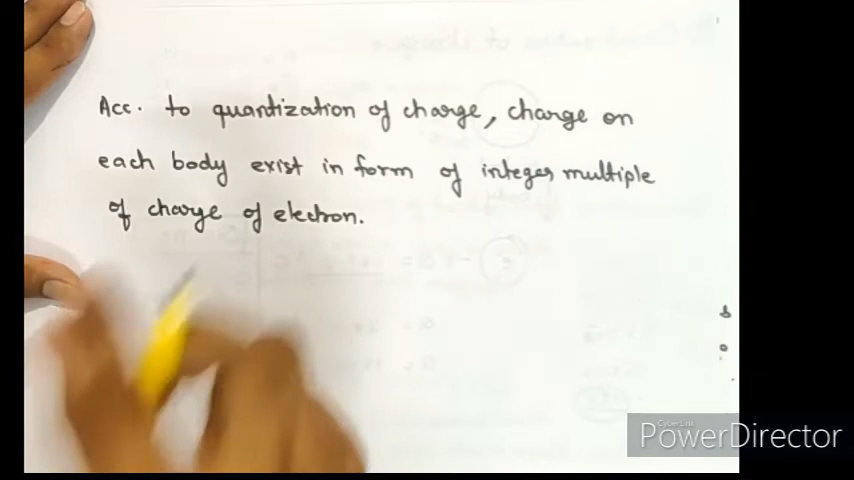 Acc. to quantization of charge, charge on
each body exist in form of integer multiple
of charge of electron.
CyberLink
PowerDirector